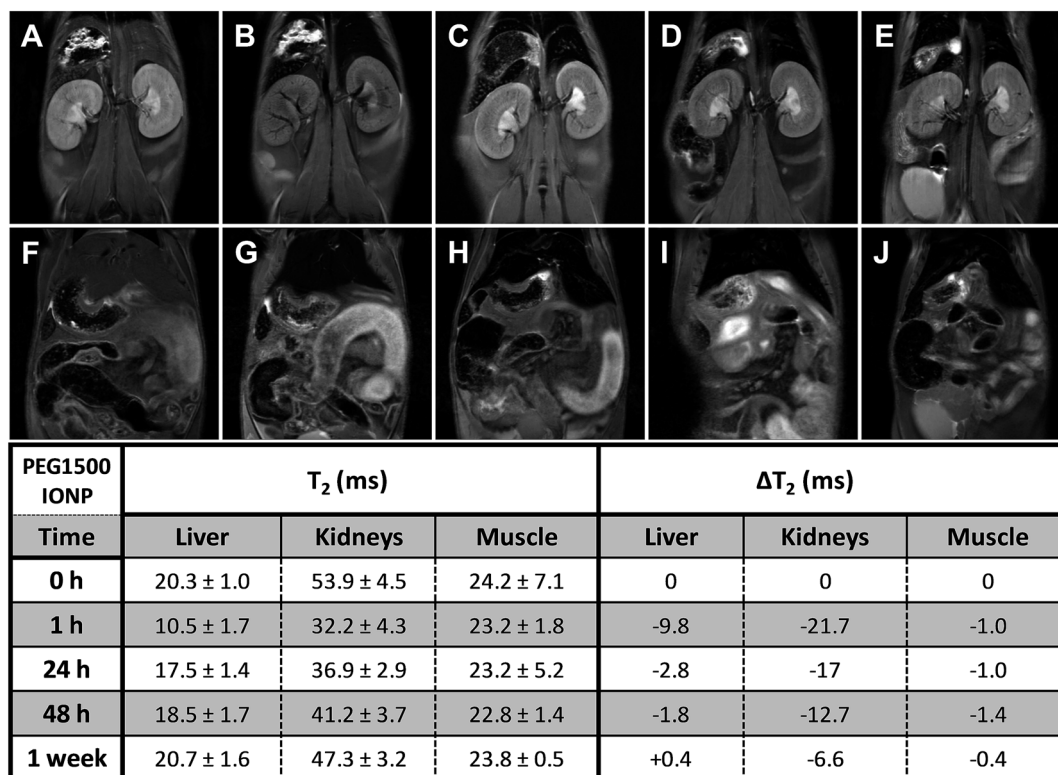 A B C D E
F G H I J
PEG1500 IONP T₂ (ms) ΔT₂ (ms)
Time Liver Kidneys Muscle Liver Kidneys Muscle
0 h 20.3 ± 1.0 53.9 ± 4.5 24.2 ± 7.1 0 0 0
1 h 10.5 ± 1.7 32.2 ± 4.3 23.2 ± 1.8 -9.8 -21.7 -1.0
24 h 17.5 ± 1.4 36.9 ± 2.9 23.2 ± 5.2 -2.8 -17 -1.0
48 h 18.5 ± 1.7 41.2 ± 3.7 22.8 ± 1.4 -1.8 -12.7 -1.4
1 week 20.7 ± 1.6 47.3 ± 3.2 23.8 ± 0.5 +0.4 -6.6 -0.4